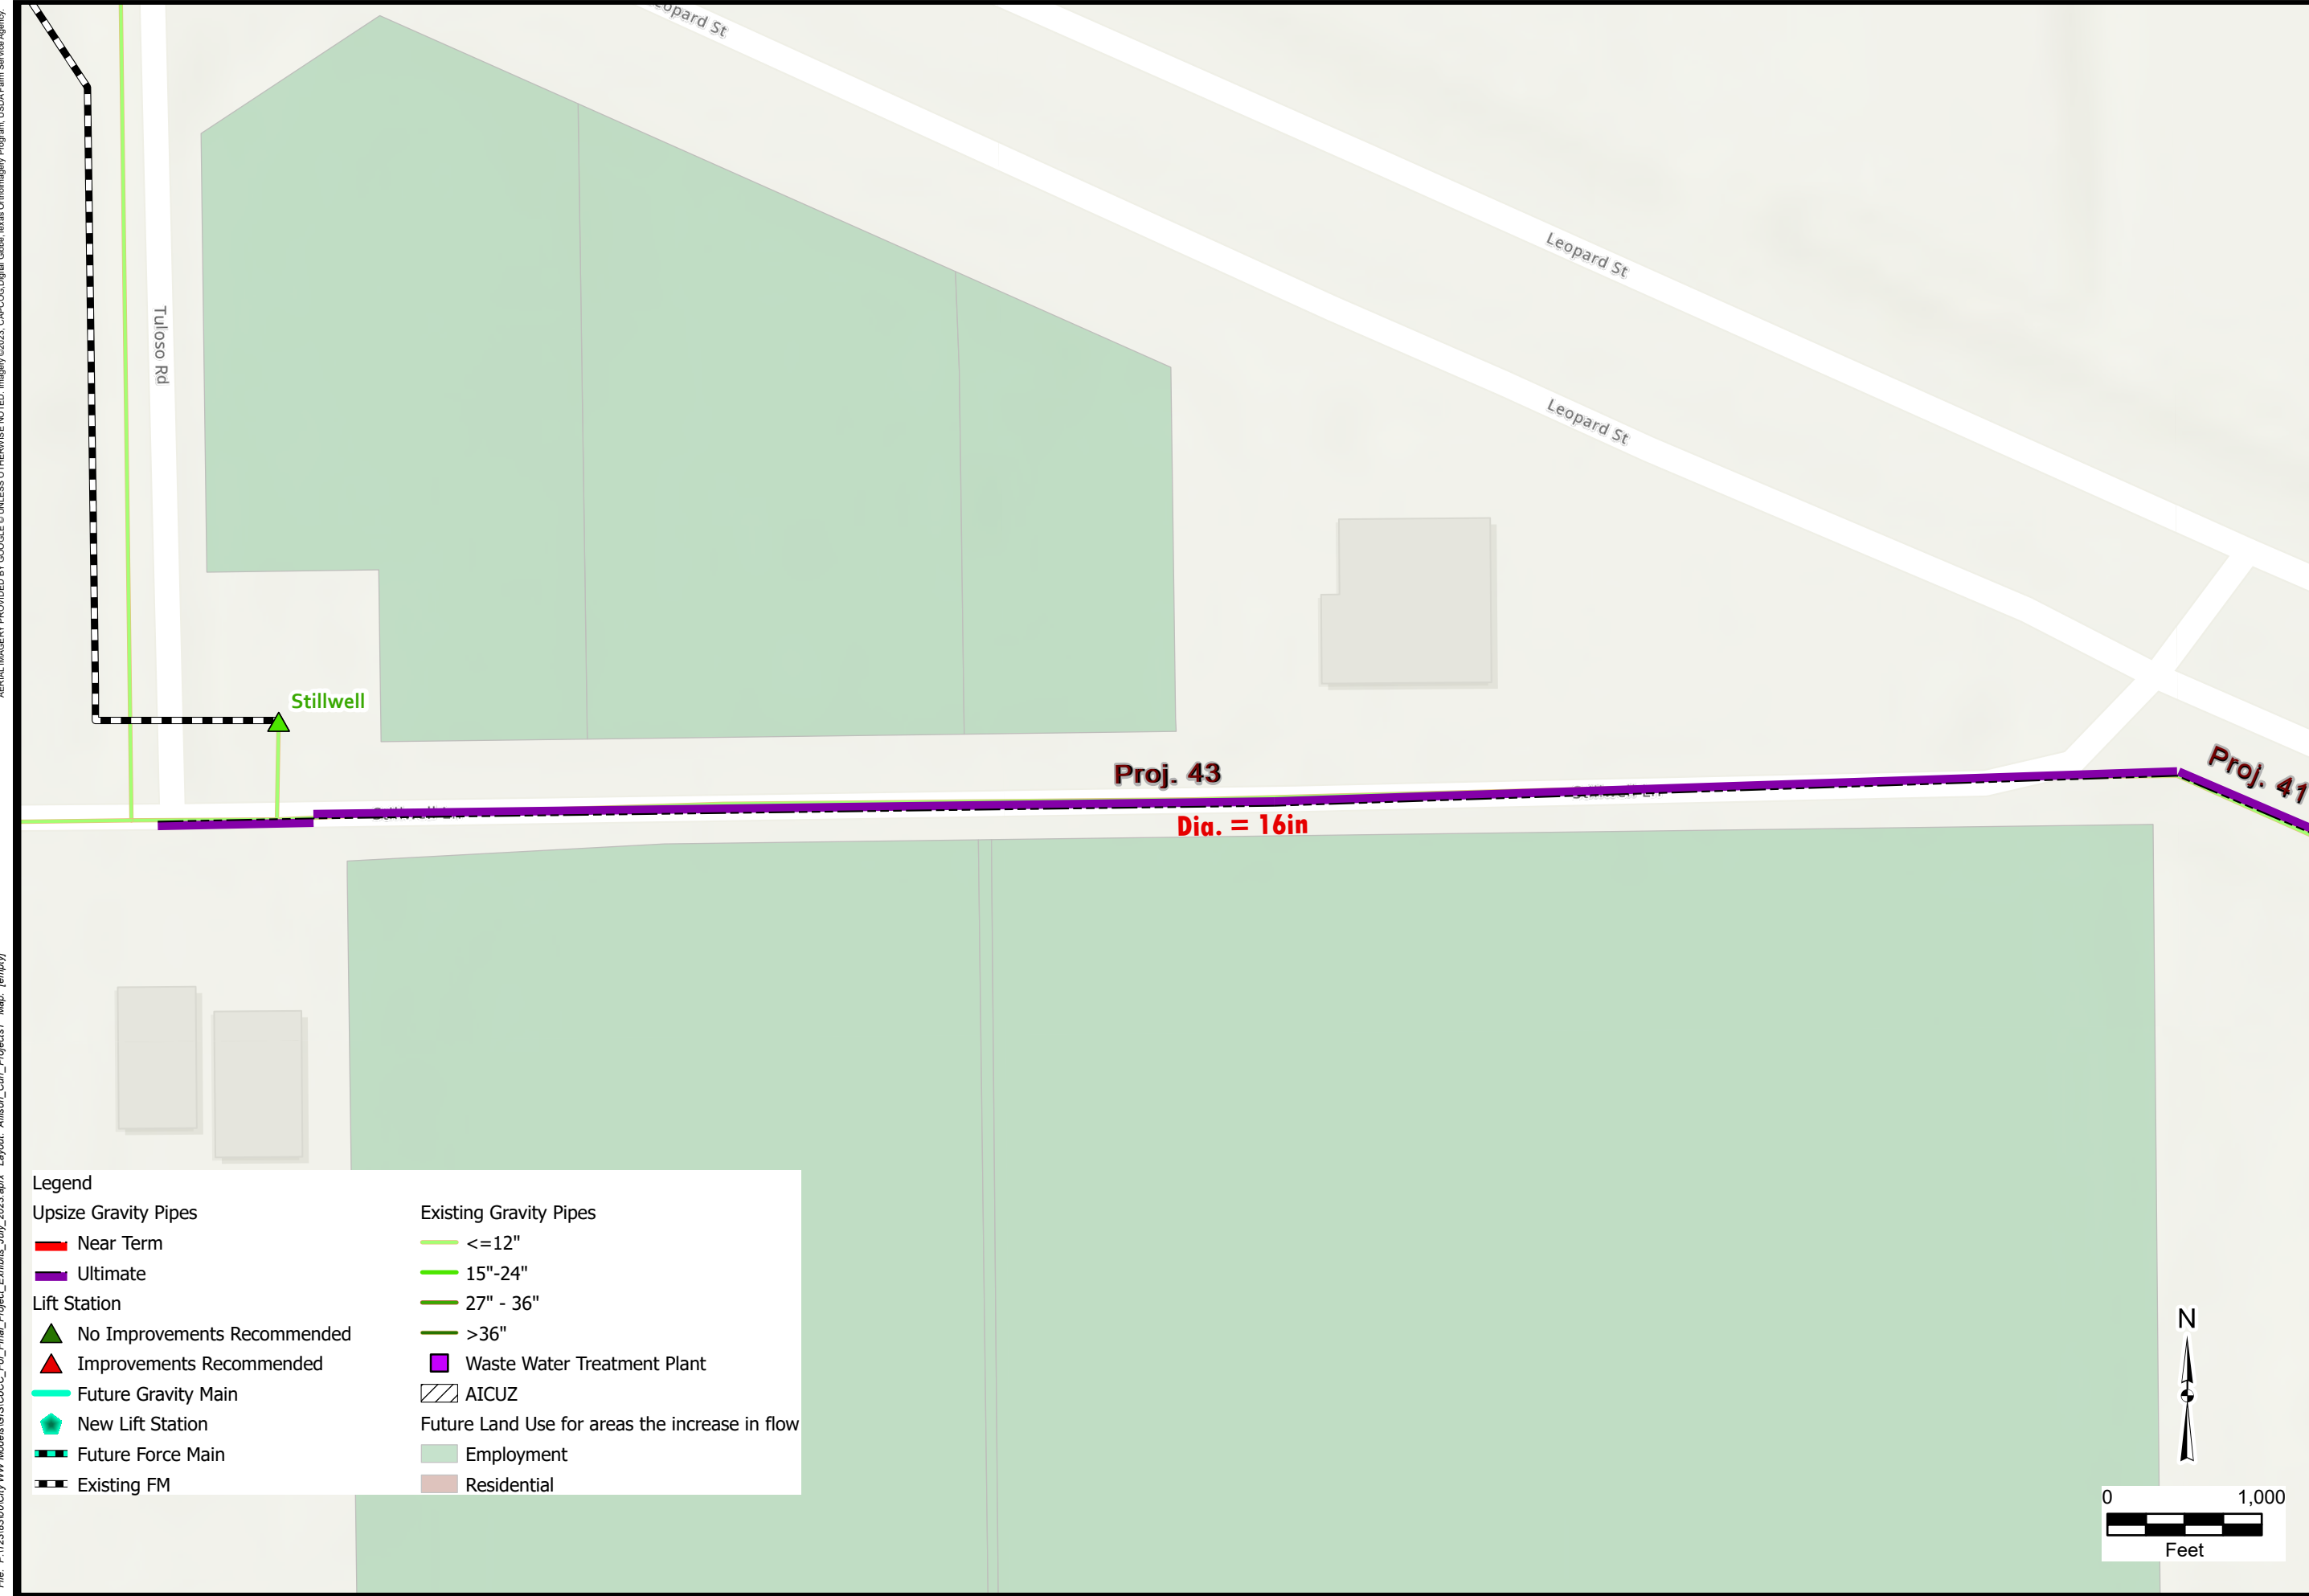 Leopard St
Leopard St
Leopard St
Tuloso Rd
Stillwell
Proj. 43
Proj. 41
Dia. = 16in
Legend
Upsize Gravity Pipes
Near Term
Ultimate
Lift Station
No Improvements Recommended
Improvements Recommended
Future Gravity Main
New Lift Station
Future Force Main
Existing FM
Existing Gravity Pipes
<=12"
15"-24"
27" - 36"
>36"
Waste Water Treatment Plant
AICUZ
Future Land Use for areas the increase in flow
Employment
Residential
N
0 1,000
Feet